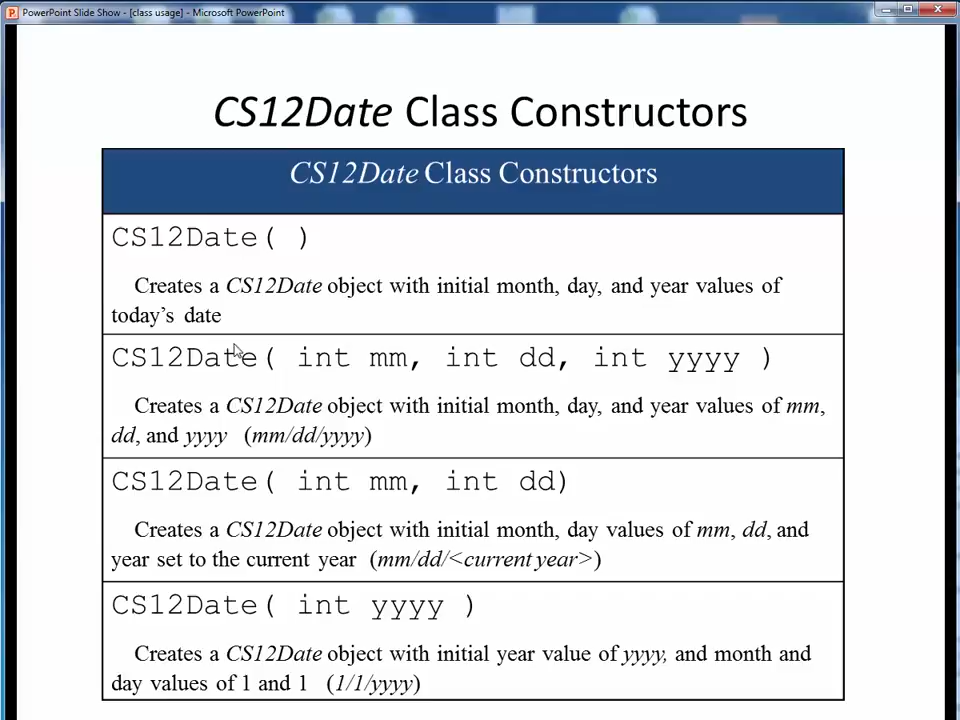 PowerPoint Slide Show - [class usage] - Microsoft PowerPoint
CS12Date Class Constructors
CS12Date Class Constructors
CS12Date( )
Creates a CS12Date object with initial month, day, and year values of
today's date
CS12Date( int mm, int dd, int yyyy )
Creates a CS12Date object with initial month, day, and year values of mm,
dd, and yyyy (mm/dd/yyyy)
CS12Date( int mm, int dd)
Creates a CS12Date object with initial month, day values of mm, dd, and
year set to the current year (mm/dd/<current year>)
CS12Date( int yyyy )
Creates a CS12Date object with initial year value of yyyy, and month and
day values of 1 and 1 (1/1/yyyy)